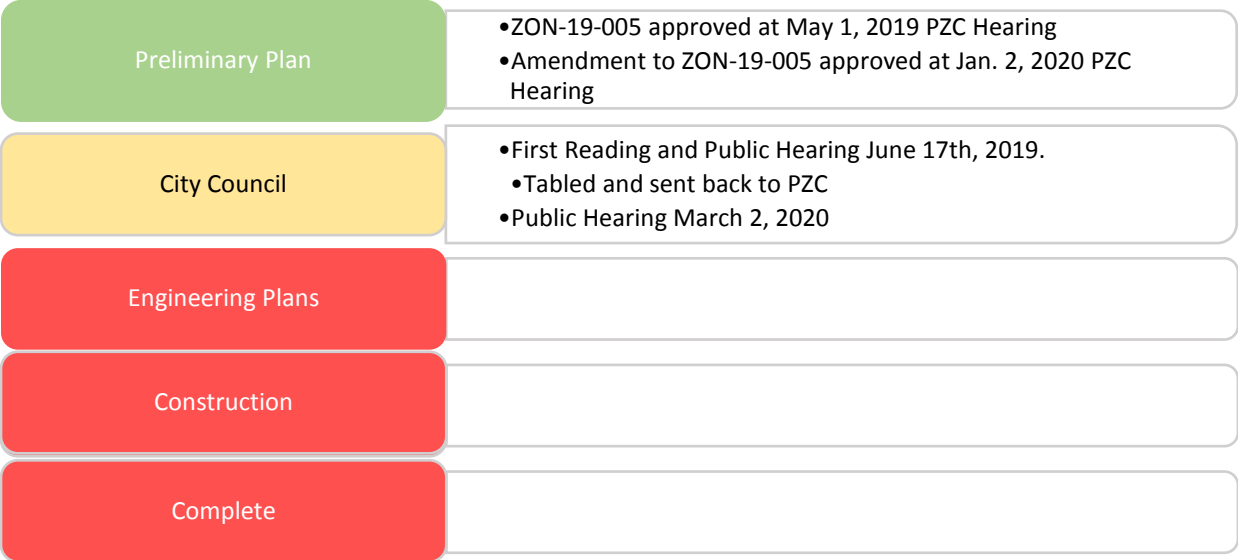 Preliminary Plan
•ZON-19-005 approved at May 1, 2019 PZC Hearing
•Amendment to ZON-19-005 approved at Jan. 2, 2020 PZC
Hearing
City Council
•First Reading and Public Hearing June 17th, 2019.
•Tabled and sent back to PZC
•Public Hearing March 2, 2020
Engineering Plans
Construction
Complete